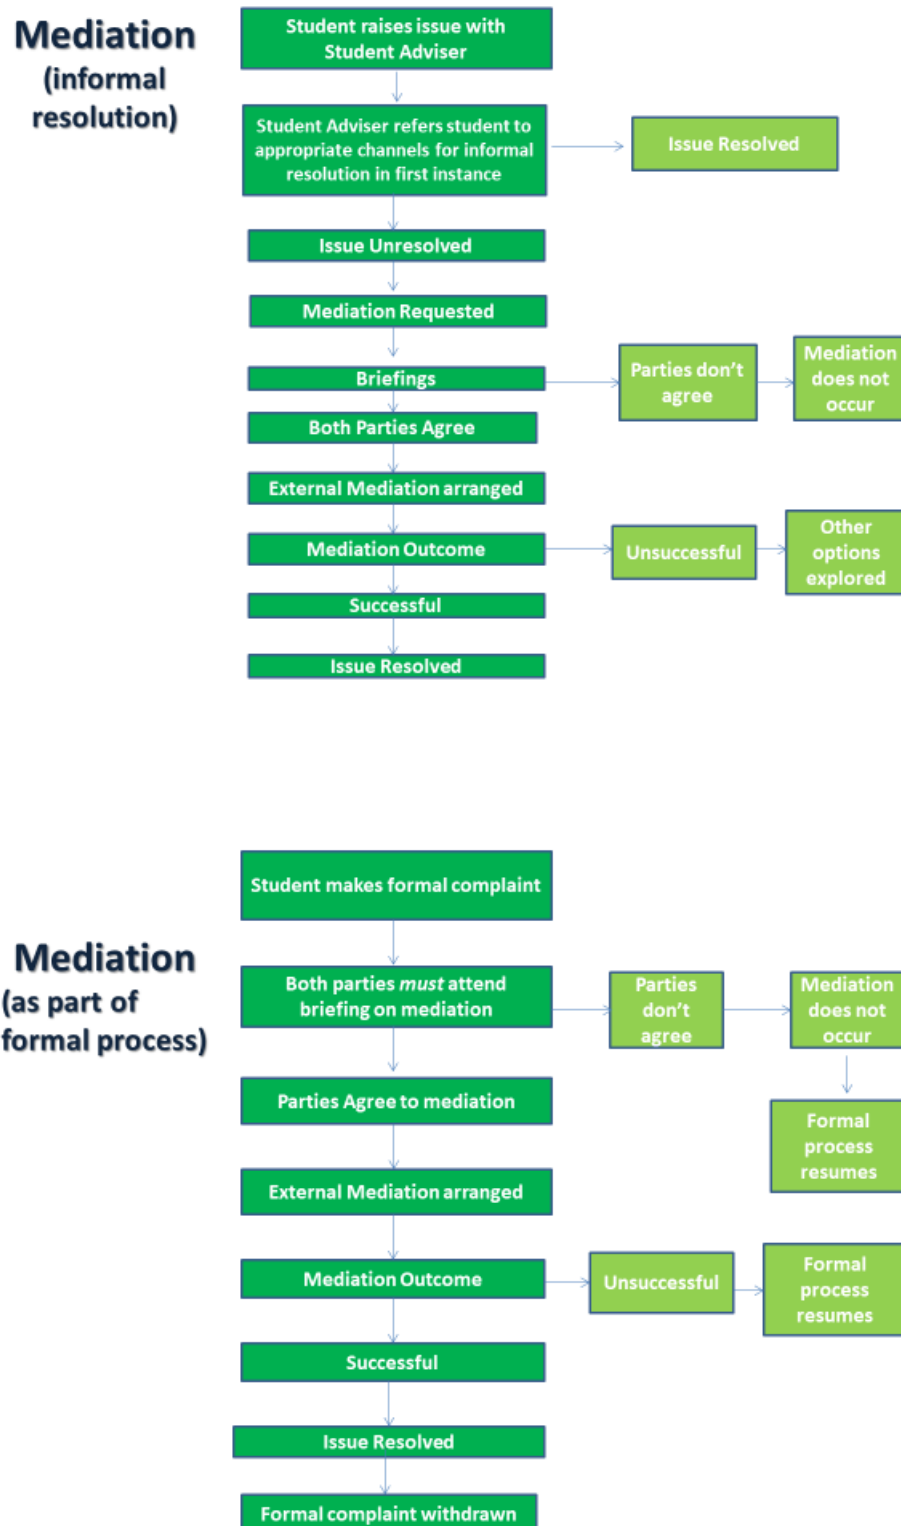 Mediation
(informal
resolution)
Student raises issue with
Student Adviser
Student Adviser refers student to
appropriate channels for informal
resolution in first instance
Issue Resolved
Issue Unresolved
Mediation Requested
Briefings
Parties don't
agree
Mediation
does not
occur
Both Parties Agree
External Mediation arranged
Mediation Outcome
Unsuccessful
Other
options
explored
Successful
Issue Resolved
Mediation
(as part of
formal process)
Student makes formal complaint
Both parties must attend
briefing on mediation
Parties
don't
agree
Mediation
does not
occur
Formal
process
resumes
Parties Agree to mediation
External Mediation arranged
Mediation Outcome
Unsuccessful
Formal
process
resumes
Successful
Issue Resolved
Formal complaint withdrawn